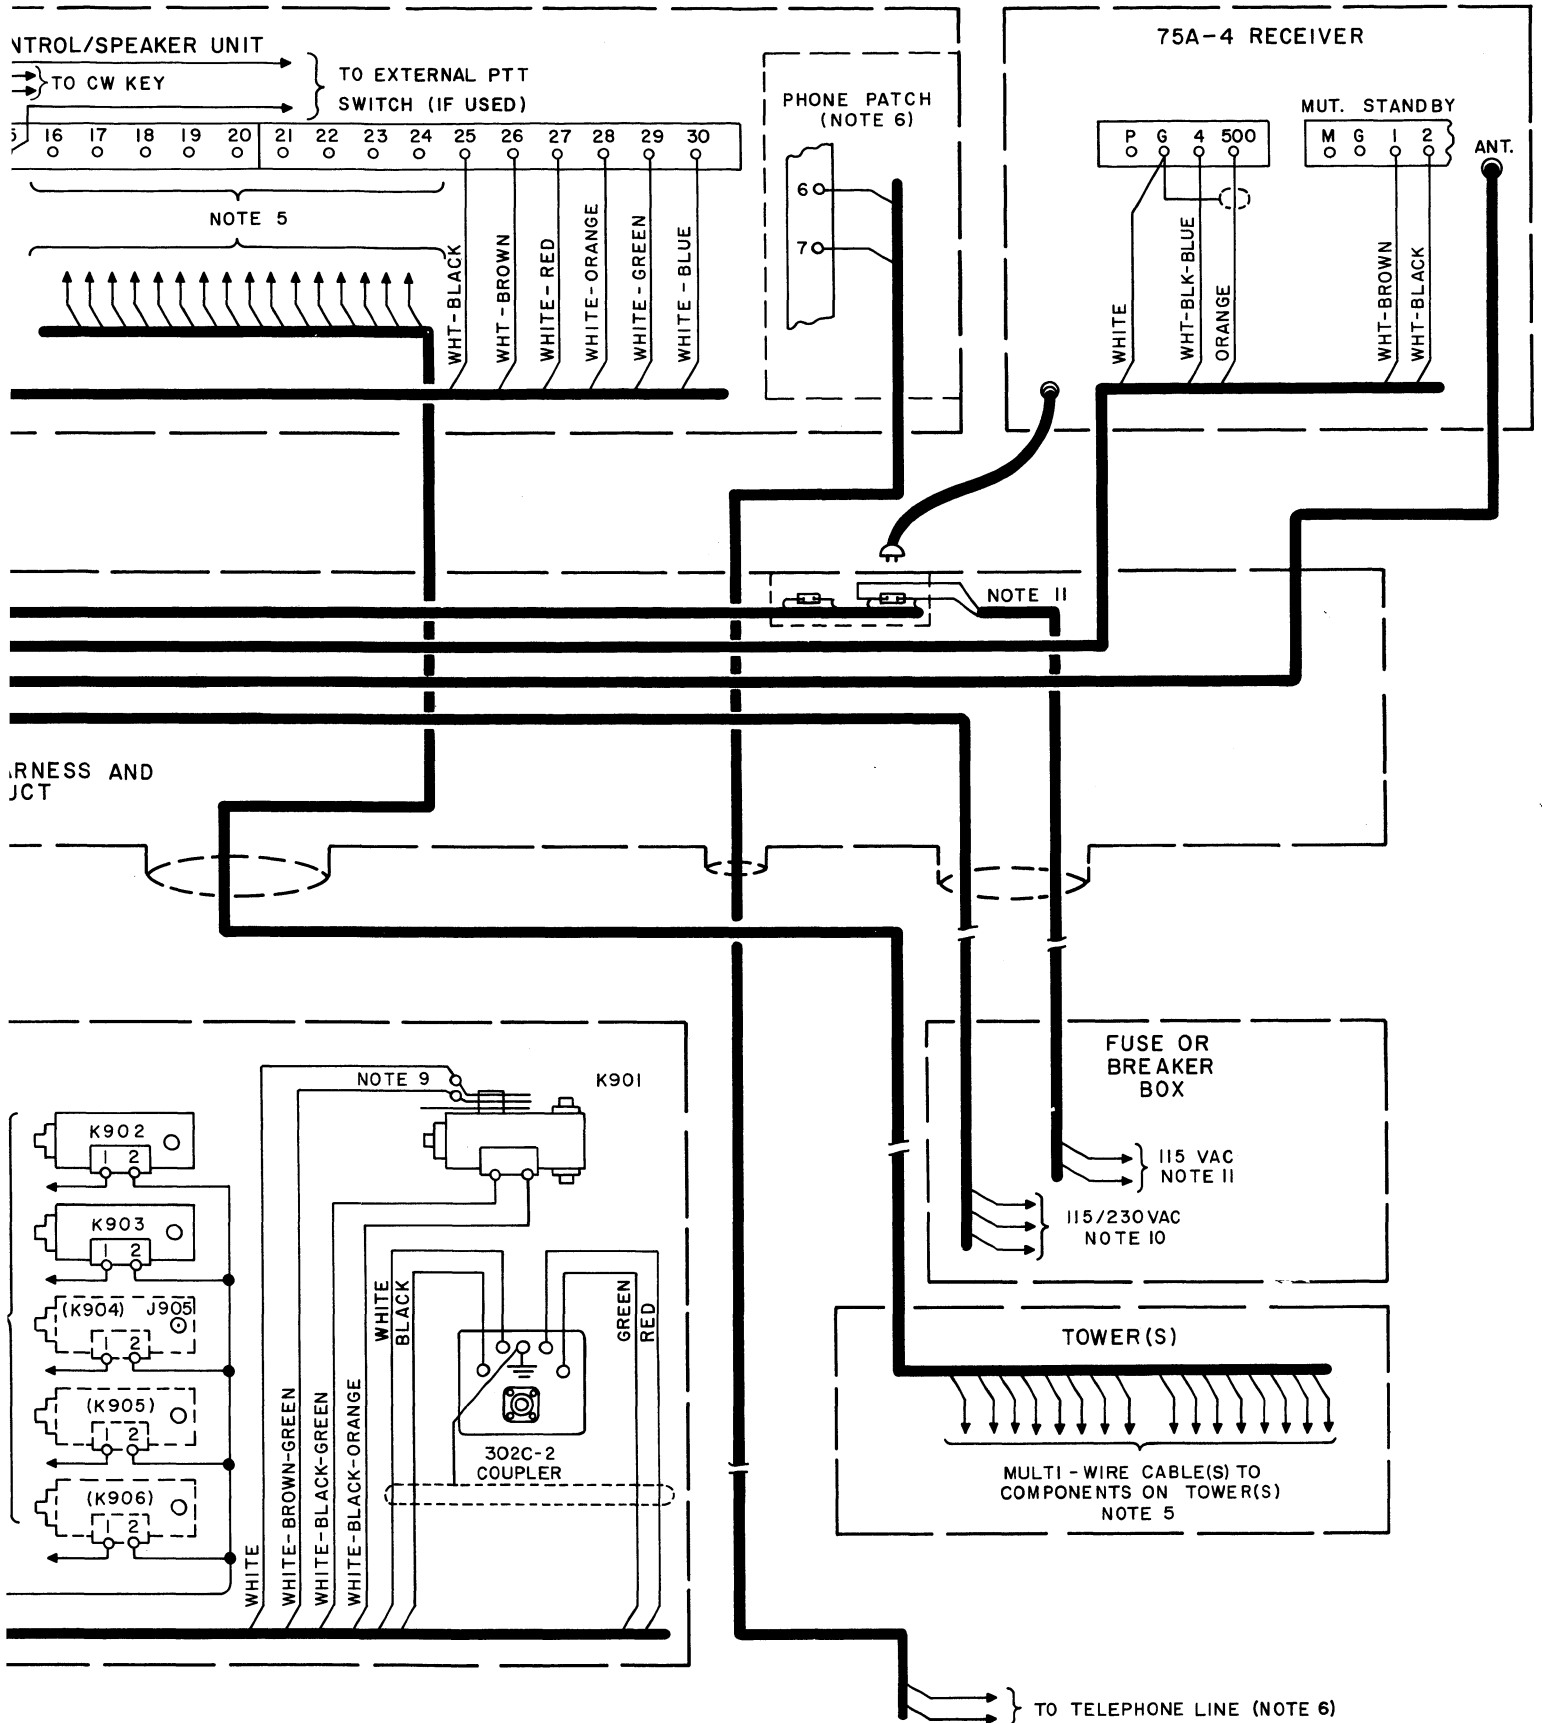 NTROL/SPEAKER UNIT
TO CW KEY
TO EXTERNAL PTT
SWITCH (IF USED)
16 17 18 19 20 21 22 23 24 25 26 27 28 29 30
NOTE 5
WHT-BLACK
WHT-BROWN
WHITE-RED
WHITE-ORANGE
WHITE-GREEN
WHITE-BLUE
PHONE PATCH
(NOTE 6)
6
7
75A-4 RECEIVER
MUT. STANDBY
P G 4 500
M G 1 2
ANT.
WHITE
WHT-BLK-BLUE
ORANGE
WHT-BROWN
WHT-BLACK
NOTE 11
ARNESS AND
UCT
FUSE OR
BREAKER
BOX
115 VAC
NOTE 11
115/230VAC
NOTE 10
NOTE 9
K901
K902
1 2
K903
1 2
(K904) J905
1 2
(K905)
1 2
(K906)
1 2
WHITE
WHITE-BROWN-GREEN
WHITE-BLACK-GREEN
WHITE-BLACK-ORANGE
WHITE
BLACK
GREEN
RED
302C-2
COUPLER
TOWER(S)
MULTI-WIRE CABLE(S) TO
COMPONENTS ON TOWER(S)
NOTE 5
TO TELEPHONE LINE (NOTE 6)